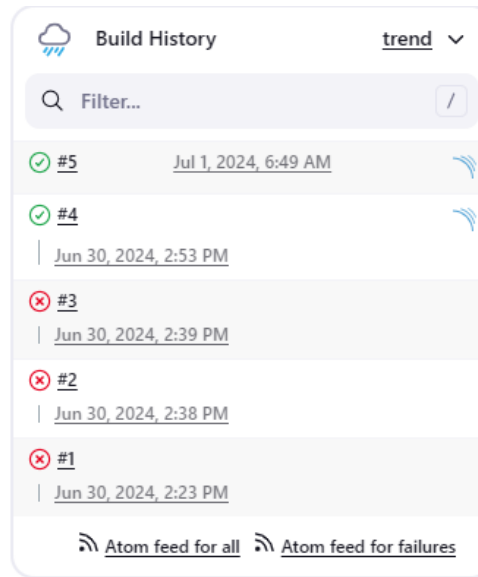 Build History trend
Filter... /
#5 Jul 1, 2024, 6:49 AM
#4
Jun 30, 2024, 2:53 PM
#3
Jun 30, 2024, 2:39 PM
#2
Jun 30, 2024, 2:38 PM
#1
Jun 30, 2024, 2:23 PM
Atom feed for all Atom feed for failures